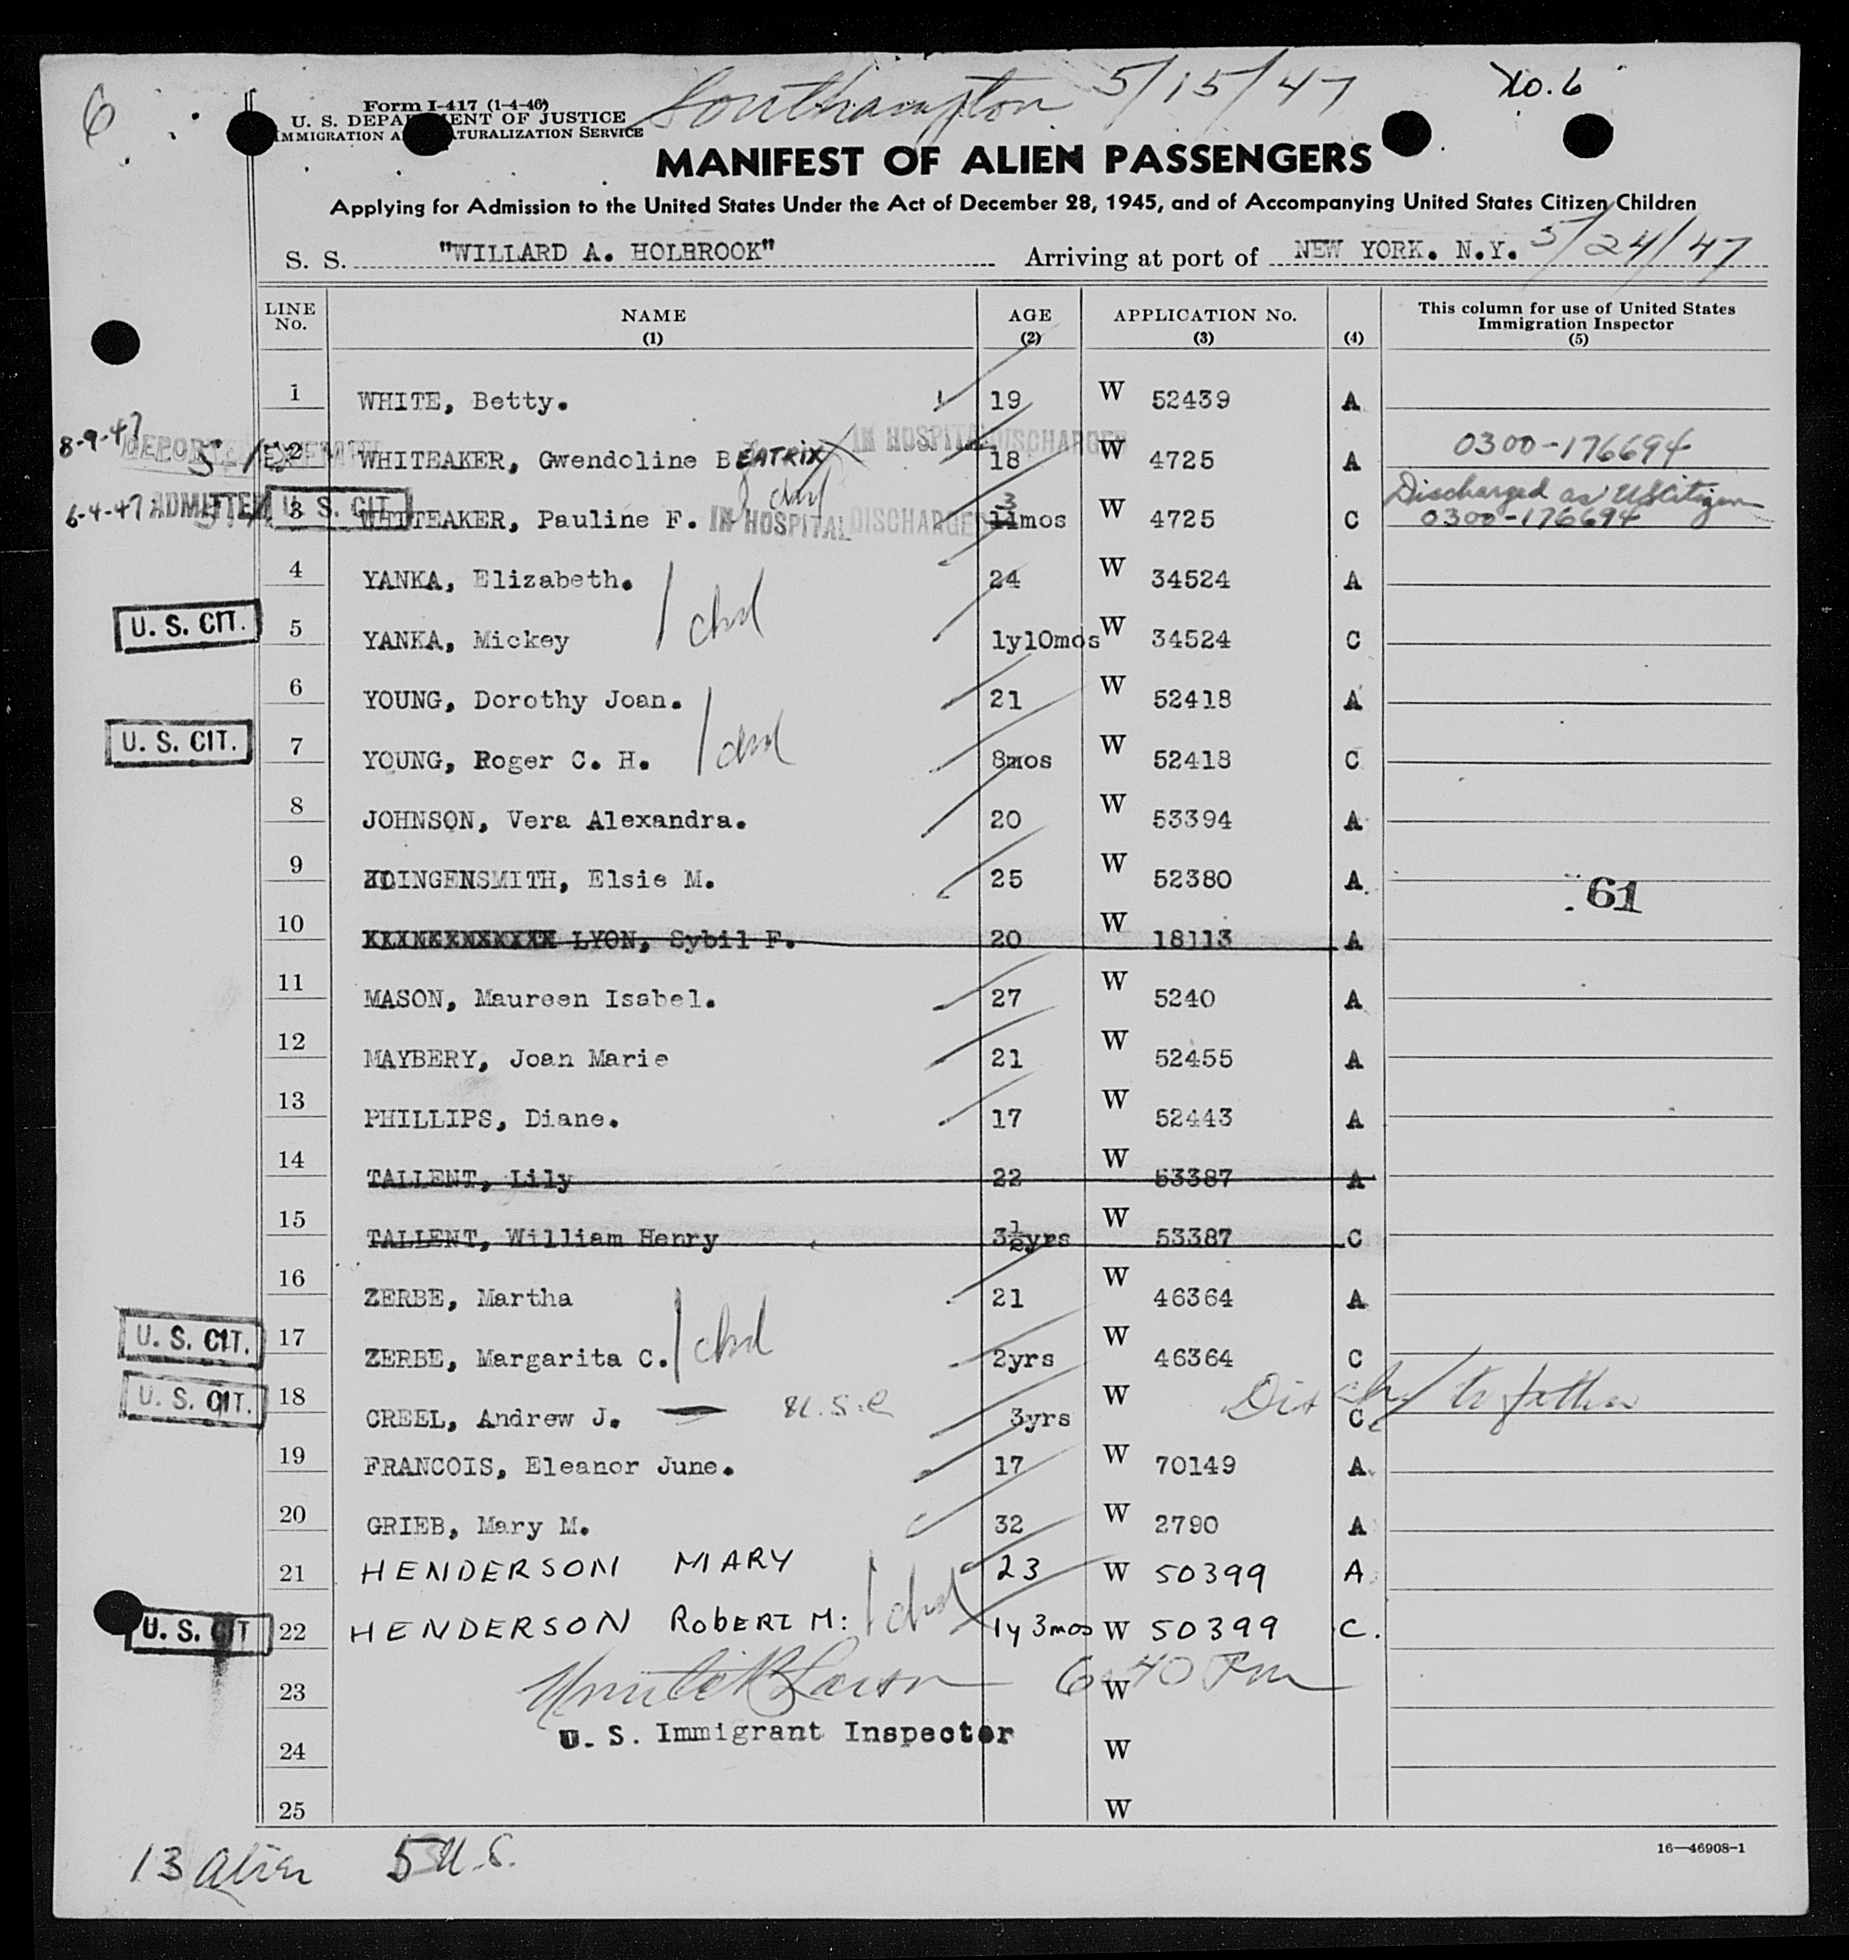 6
Southampton 5/15/47
No. 6
Form I-417 (1-4-46)
U. S. DEPARTMENT OF JUSTICE
IMMIGRATION AND NATURALIZATION SERVICE
MANIFEST OF ALIEN PASSENGERS
Applying for Admission to the United States Under the Act of December 28, 1945, and of Accompanying United States Citizen Children
S. S. "WILLARD A. HOLBROOK" Arriving at port of NEW YORK. N.Y. 5/24/47
LINE No. NAME (1) AGE (2) APPLICATION No. (3) (4) This column for use of United States Immigration Inspector (5)
1 WHITE, Betty. 19 W 52439 A
8-9-47 2 WHITEAKER, Gwendoline BEATRIX IN HOSPITAL DISCHARGED 18 W 4725 A 0300-176694
6-4-47 ADMITTED U. S. CIT. 3 WHITEAKER, Pauline F. IN HOSPITAL DISCHARGED 3 11mos W 4725 C Discharged as US Citizen 0300-176694
4 YANKA, Elizabeth. 24 W 34524 A
U. S. CIT. 5 YANKA, Mickey 1 chd 1y10mos W 34524 C
6 YOUNG, Dorothy Joan. 21 W 52418 A
U. S. CIT. 7 YOUNG, Roger C. H. 1 chd 8mos W 52418 C
8 JOHNSON, Vera Alexandra. 20 W 53394 A
9 KLINGENSMITH, Elsie M. 25 W 52380 A
61
10 LYON, Sybil F. 20 W 18113 A
11 MASON, Maureen Isabel. 27 W 5240 A
12 MAYBERY, Joan Marie 21 W 52455 A
13 PHILLIPS, Diane. 17 W 52443 A
14 TALLENT, Lily 22 W 53387 A
15 TALLENT, William Henry 3½yrs W 53387 C
16 ZERBE, Martha 21 W 46364 A
U. S. CIT. 17 ZERBE, Margarita C. 1 chd 2yrs W 46364 C
U. S. CIT. 18 CREEL, Andrew J. — U.S.C 3yrs W C to father
19 FRANCOIS, Eleanor June. 17 W 70149 A
20 GRIEB, Mary M. 32 W 2790 A
21 HENDERSON MARY 23 W 50399 A
U. S. CIT 22 HENDERSON ROBERT M: 1 chd 1y 3mos W 50399 C.
23 6 40 Pm W
U. S. Immigrant Inspector
24 W
25 W
16—46908-1
13 alien 5 U.S.